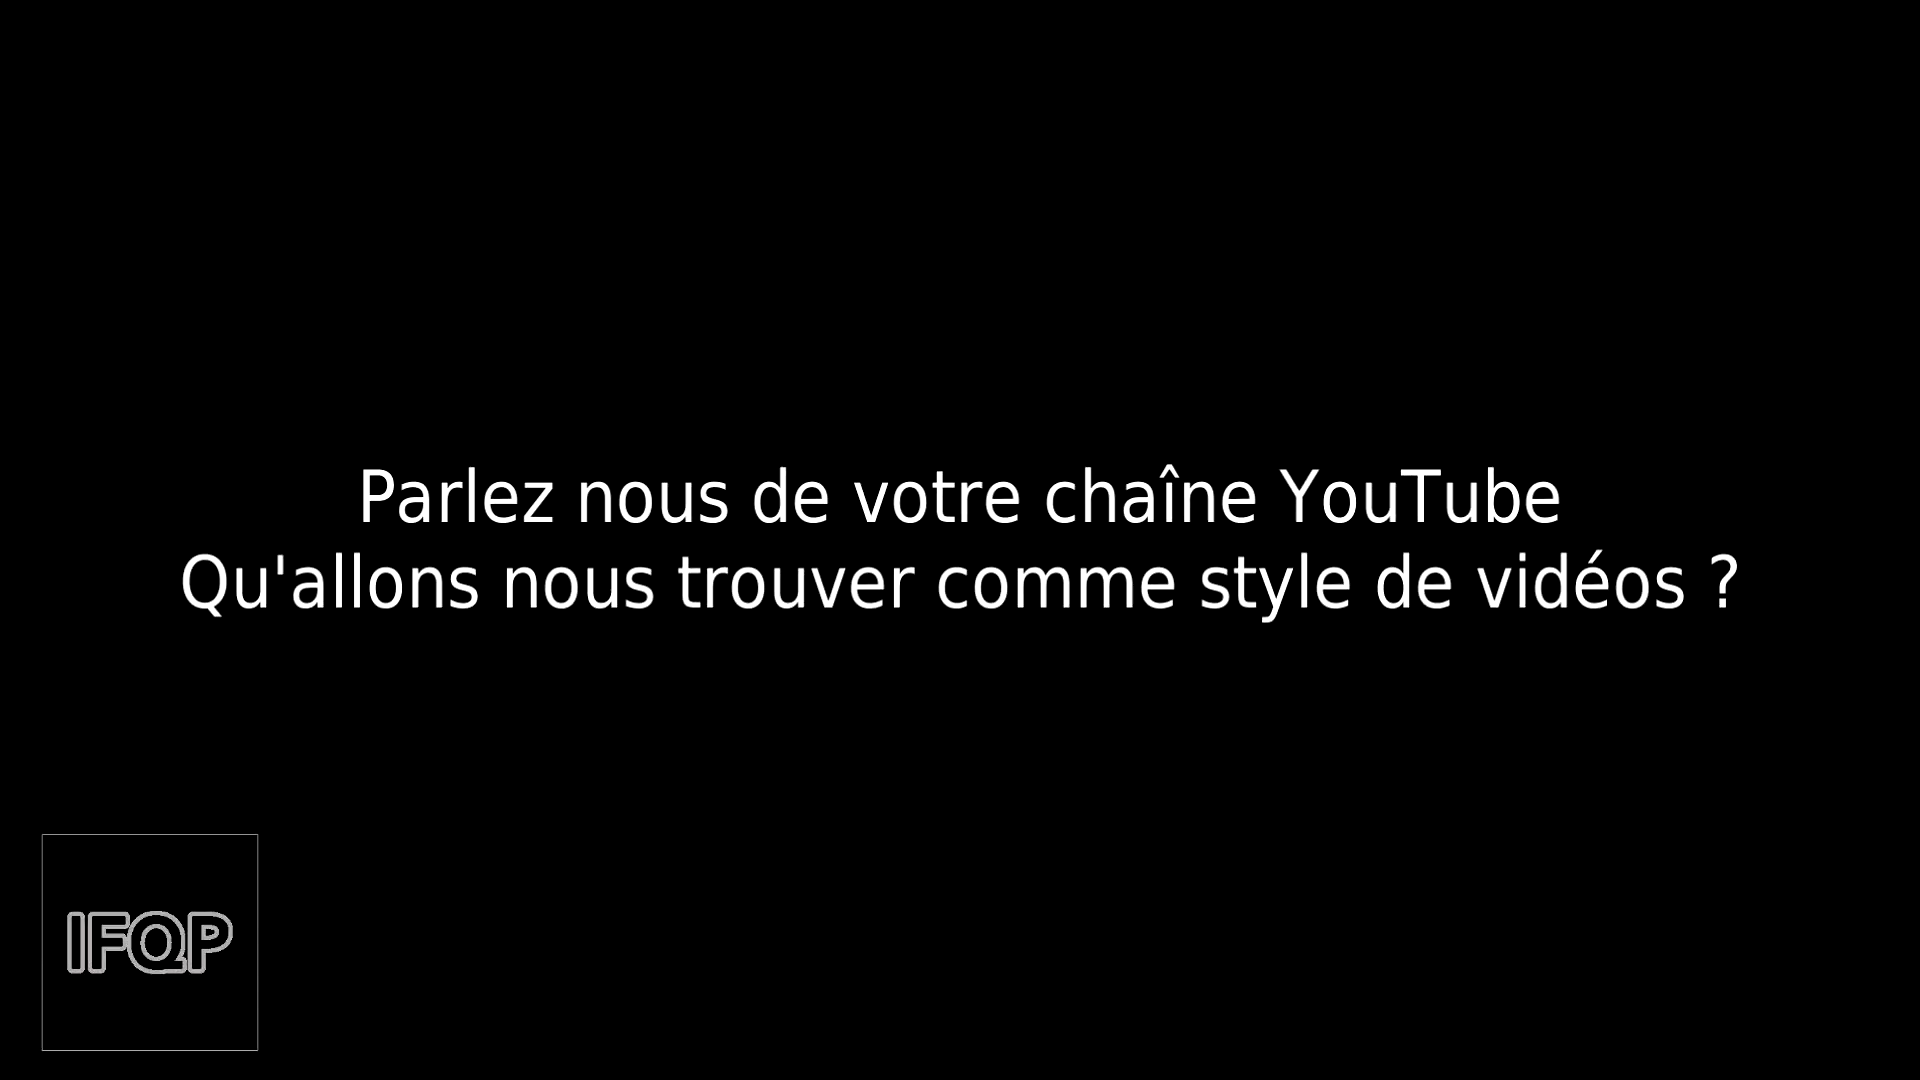 Parlez nous de votre chaîne YouTube
Qu'allons nous trouver comme style de vidéos ?
IFQP